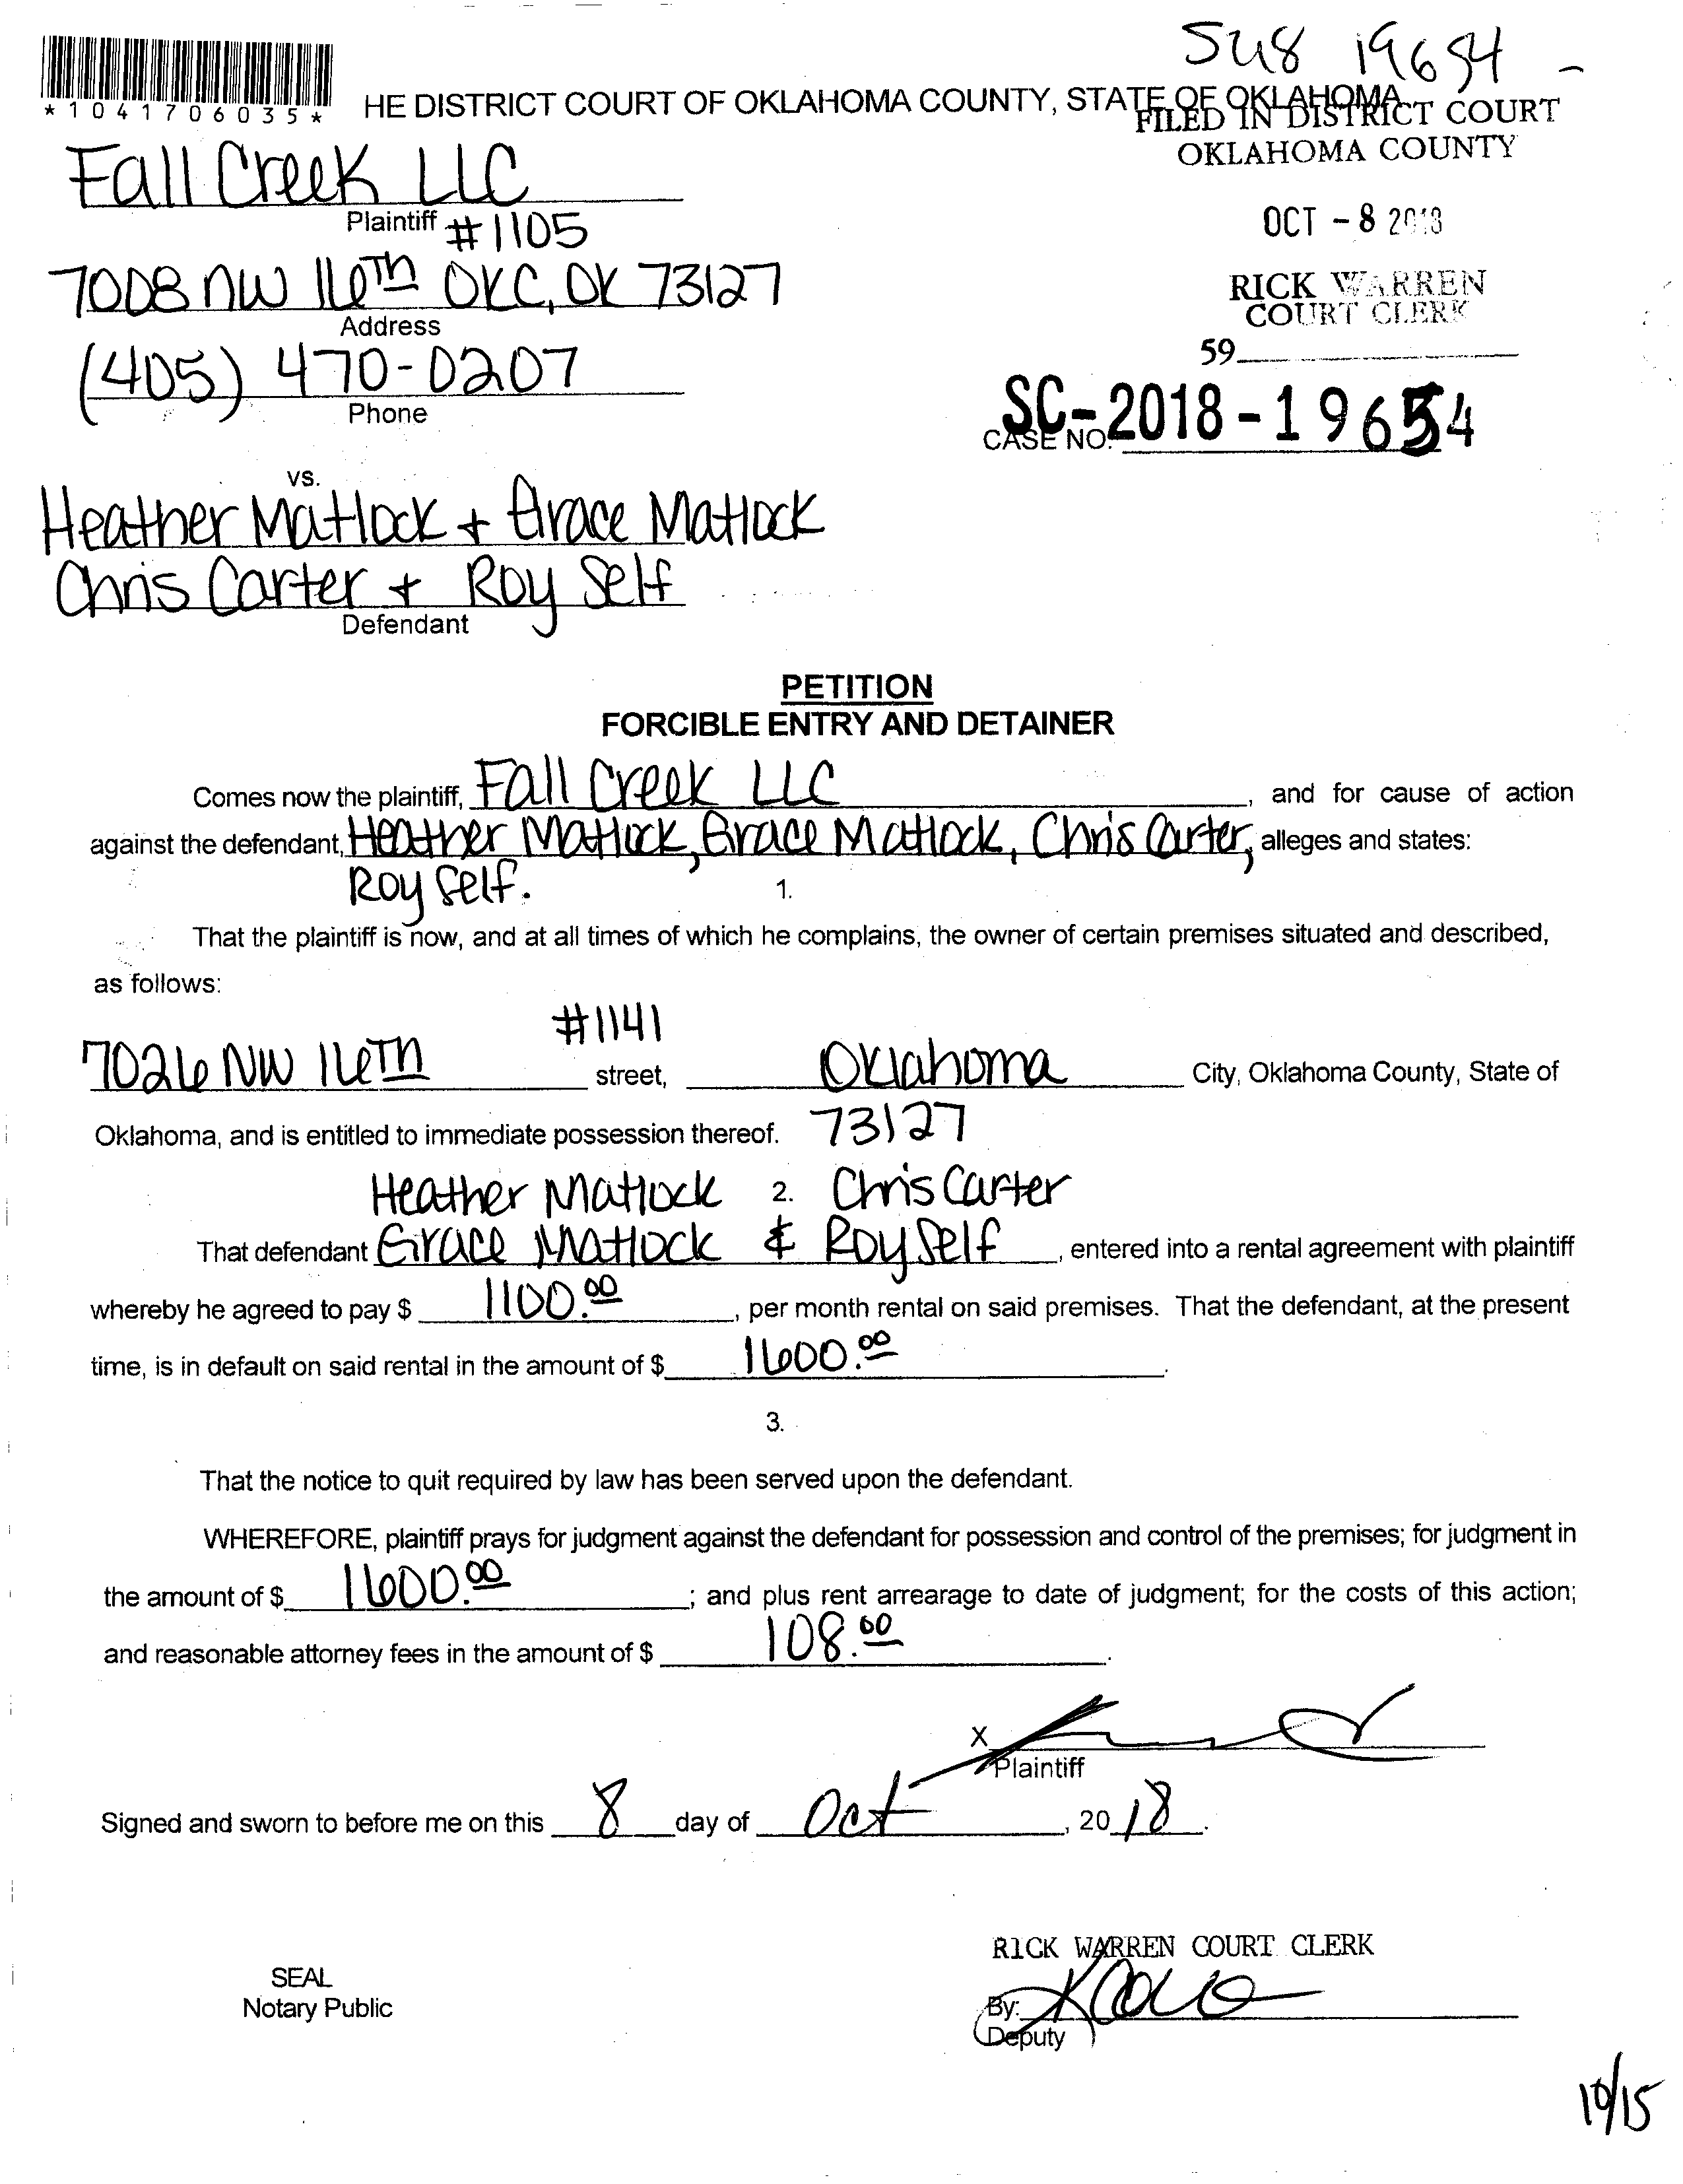 SU8 19654 -
*1041706035*
HE DISTRICT COURT OF OKLAHOMA COUNTY, STATE OF OKLAHOMA
FILED IN DISTRICT COURT
OKLAHOMA COUNTY
Fall Creek LLC
Plaintiff #1105
OCT - 8 2018
7008 NW 16th OKC, OK 73127
Address
RICK WARREN
COURT CLERK
(405) 470-0207
Phone
59
CASE NO. SC-2018-19654
vs.
Heather Matlock + Grace Matlock
Chris Carter + Roy Self
Defendant
PETITION
FORCIBLE ENTRY AND DETAINER
Comes now the plaintiff, Fall Creek LLC, and for cause of action
against the defendant, Heather Matlock, Grace Matlock, Chris Carter, alleges and states:
Roy Self.
1.
That the plaintiff is now, and at all times of which he complains, the owner of certain premises situated and described,
as follows:
#1141
7026 NW 16th street, Oklahoma City, Oklahoma County, State of
Oklahoma, and is entitled to immediate possession thereof. 73127
Heather Matlock 2. Chris Carter
That defendant Grace Matlock & Roy Self, entered into a rental agreement with plaintiff
whereby he agreed to pay $ 1100.00, per month rental on said premises. That the defendant, at the present
time, is in default on said rental in the amount of $ 1600.00.
3.
That the notice to quit required by law has been served upon the defendant.
WHEREFORE, plaintiff prays for judgment against the defendant for possession and control of the premises; for judgment in
the amount of $ 1600.00; and plus rent arrearage to date of judgment; for the costs of this action;
and reasonable attorney fees in the amount of $ 108.00.
X
Plaintiff
Signed and sworn to before me on this 8 day of Oct, 2018.
RICK WARREN COURT CLERK
SEAL
Notary Public
By:
Deputy
10/15